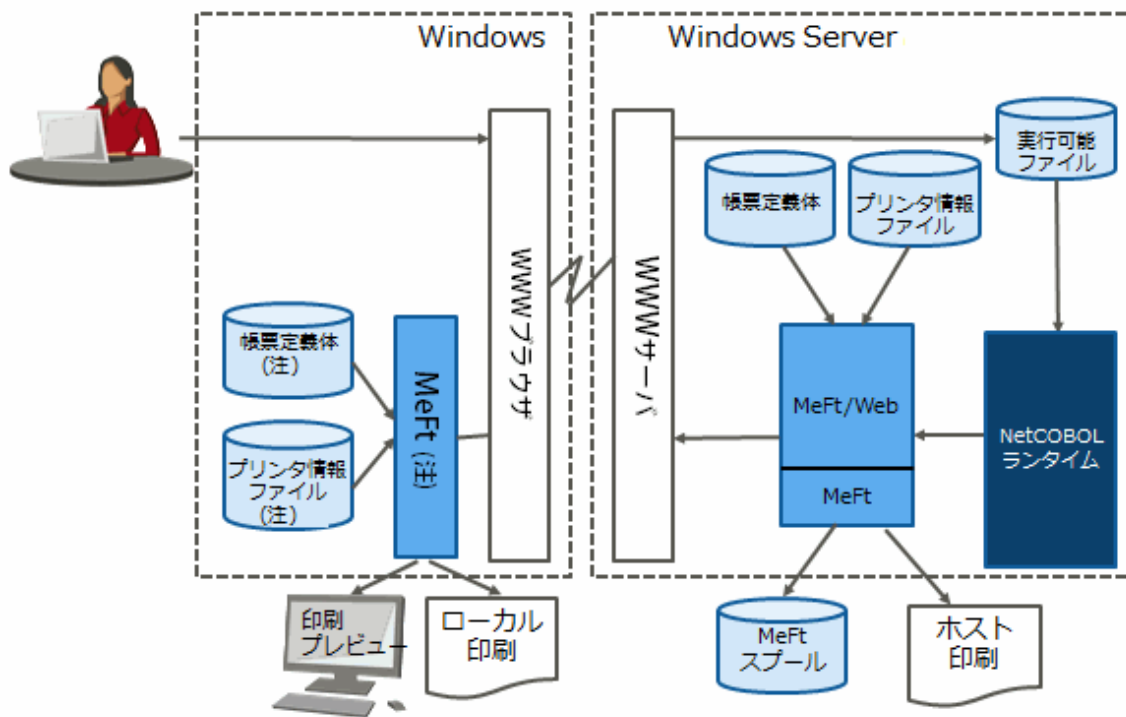 Windows
Windows Server
実行可能
ファイル
帳票定義体
プリンタ情報
ファイル
WWWブラウザ
WWWサーバ
帳票定義体
(注)
プリンタ情報
ファイル
(注)
MeFt (注)
MeFt/Web
MeFt
NetCOBOL
ランタイム
印刷
プレビュー
ローカル
印刷
MeFt
スプール
ホスト
印刷